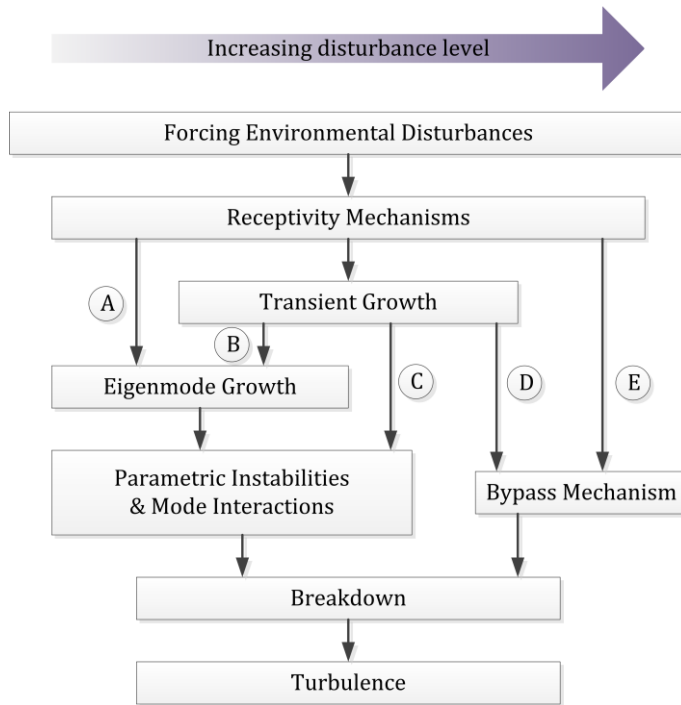 Increasing disturbance level
Forcing Environmental Disturbances
Receptivity Mechanisms
Transient Growth
A
B
Eigenmode Growth
C
D
E
Parametric Instabilities
& Mode Interactions
Bypass Mechanism
Breakdown
Turbulence